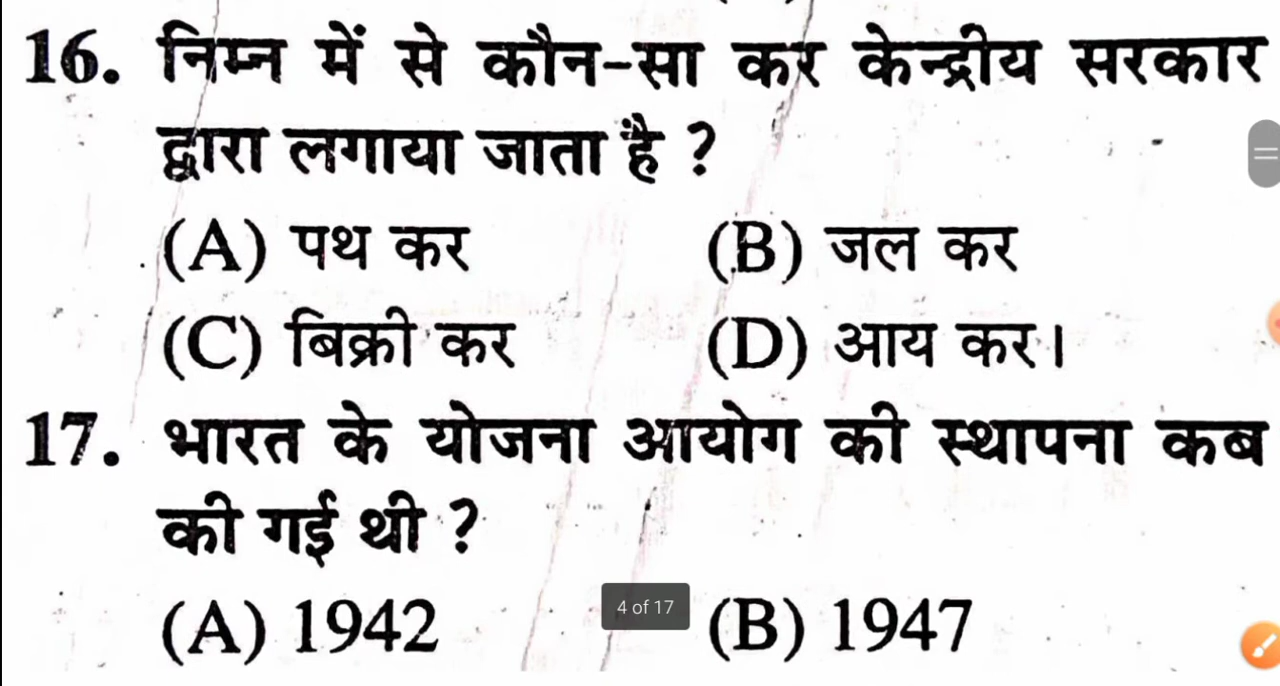 16. निम्न में से कौन-सा कर केन्द्रीय सरकार
द्वारा लगाया जाता है ?
(A) पथ कर (B) जल कर
(C) बिक्री कर (D) आय कर।
17. भारत के योजना आयोग की स्थापना कब
की गई थी ?
(A) 1942 (B) 1947
4 of 17